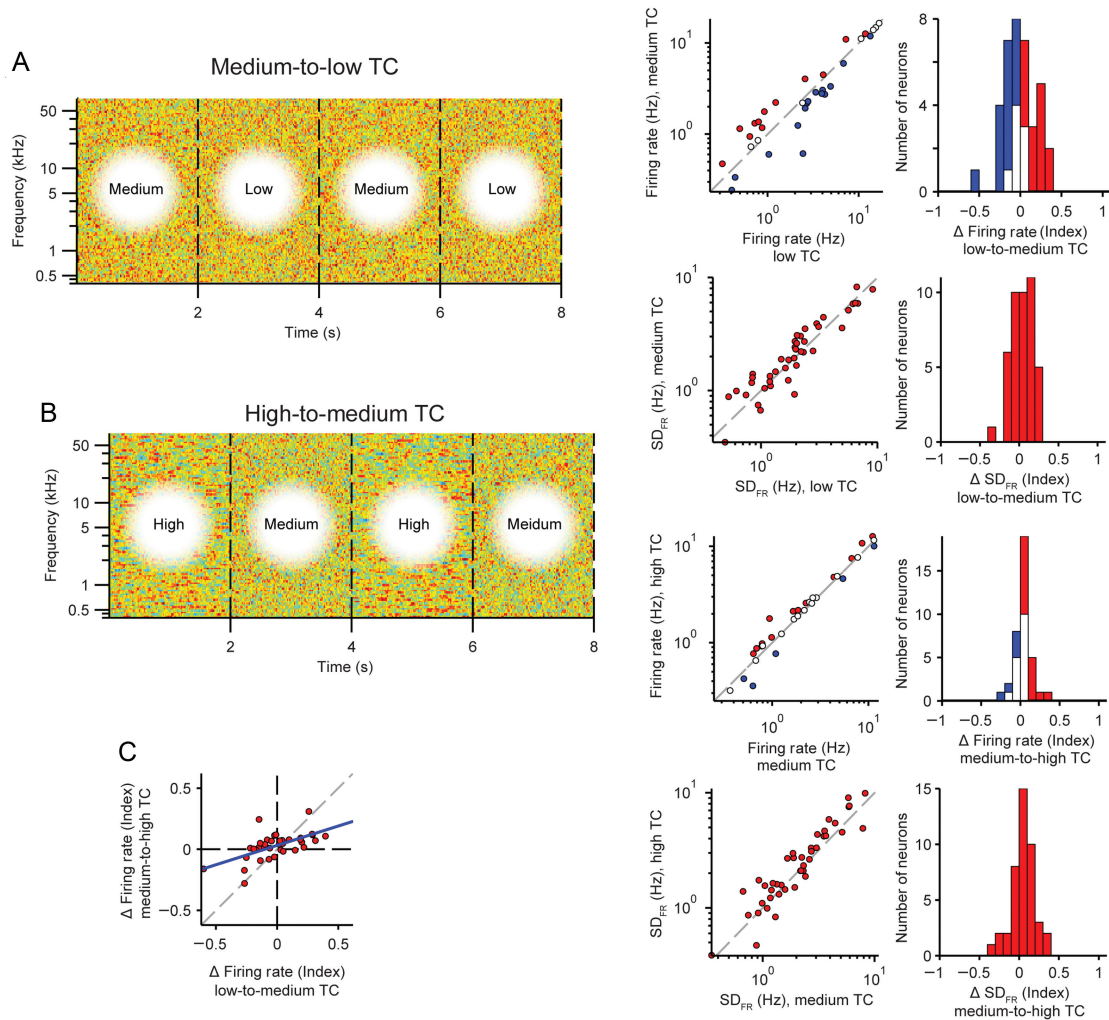 A
Medium-to-low TC
Frequency (kHz)
50
20
10
5
1
0.5
Medium
Low
Medium
Low
2
4
6
8
Time (s)
Firing rate (Hz), medium TC
10¹
10⁰
10⁰
10¹
Firing rate (Hz)
low TC
Number of neurons
8
4
0
−1
−0.5
0
0.5
1
Δ Firing rate (Index)
low-to-medium TC
SD_FR (Hz), medium TC
10¹
10⁰
10⁰
10¹
SD_FR (Hz), low TC
Number of neurons
10
5
0
−1
−0.5
0
0.5
1
Δ SD_FR (Index)
low-to-medium TC
B
High-to-medium TC
Frequency (kHz)
50
20
10
5
1
0.5
High
Medium
High
Meidum
2
4
6
8
Time (s)
Firing rate (Hz), high TC
10¹
10⁰
10⁰
10¹
Firing rate (Hz)
medium TC
Number of neurons
15
10
5
0
−1
−0.5
0
0.5
1
Δ Firing rate (Index)
medium-to-high TC
C
Δ Firing rate (Index)
medium-to-high TC
0.5
0
−0.5
−0.5
0
0.5
Δ Firing rate (Index)
low-to-medium TC
SD_FR (Hz), high TC
10¹
10⁰
10⁰
10¹
SD_FR (Hz), medium TC
Number of neurons
15
10
5
0
−1
−0.5
0
0.5
1
Δ SD_FR (Index)
medium-to-high TC